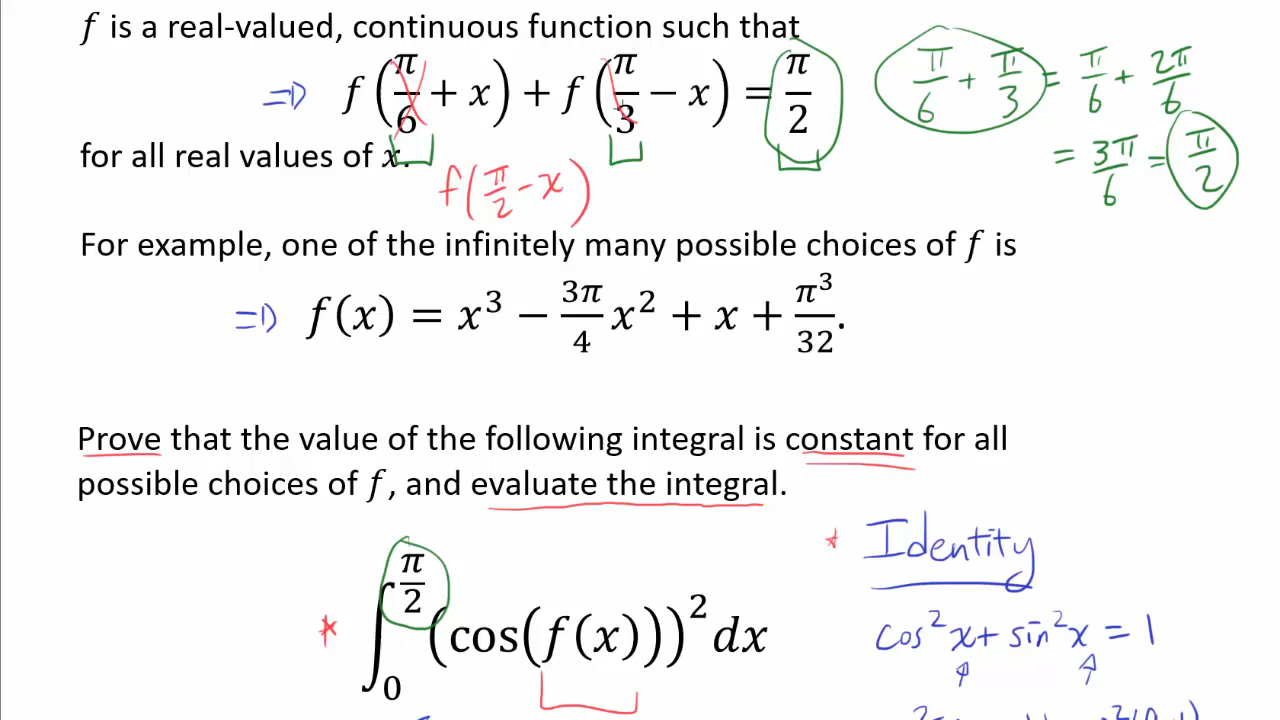 f is a real-valued, continuous function such that
⇒ f(π/6 + x) + f(π/3 − x) = π/2
π/6 + π/3 = π/6 + 2π/6
= 3π/6 = π/2
for all real values of x.
f(π/2 − x)
For example, one of the infinitely many possible choices of f is
⇒ f(x) = x³ − 3π/4 x² + x + π³/32.
Prove that the value of the following integral is constant for all
possible choices of f, and evaluate the integral.
* Identity
* ∫₀^(π/2) (cos(f(x)))² dx
cos²x + sin²x = 1